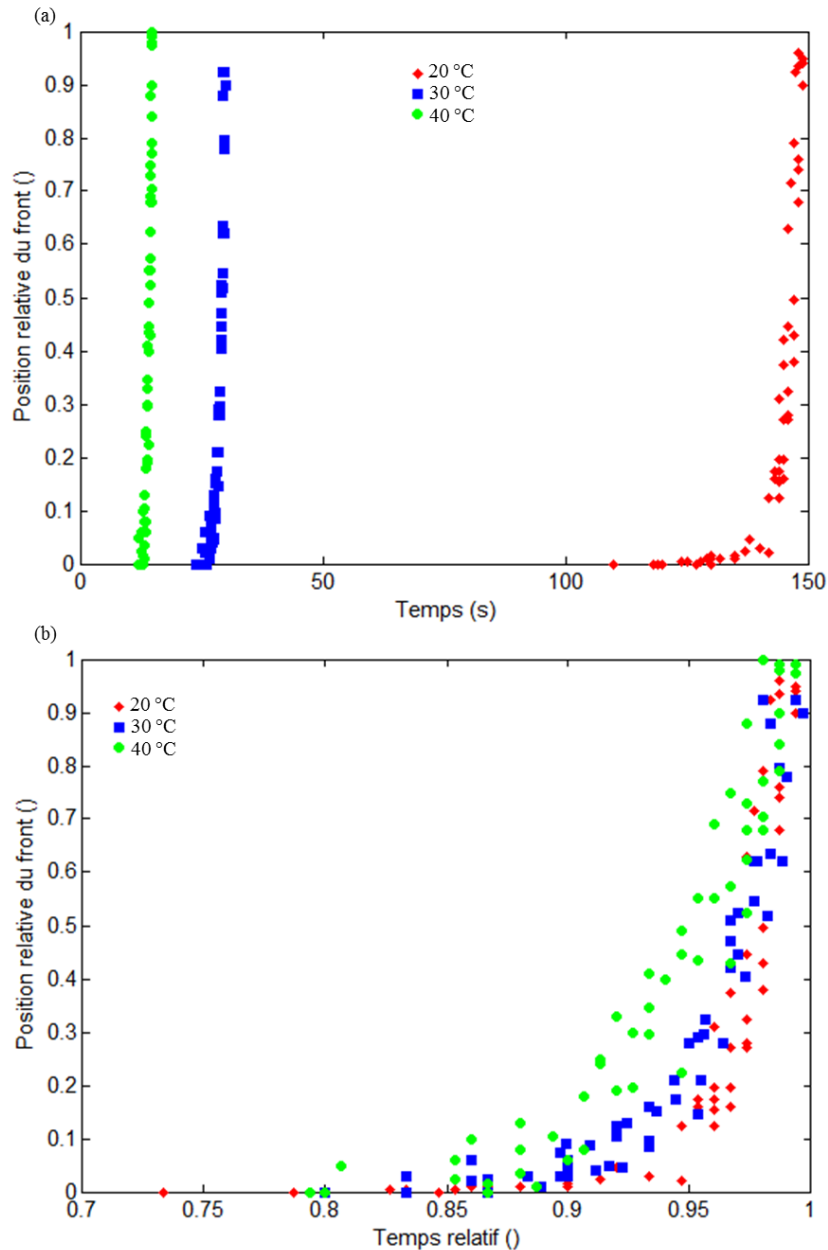 (a)
1
0.9
0.8
0.7
0.6
0.5
0.4
0.3
0.2
0.1
0
Position relative du front ()
20 °C
30 °C
40 °C
0 50 100 150
Temps (s)
(b)
1
0.9
0.8
0.7
0.6
0.5
0.4
0.3
0.2
0.1
0
Position relative du front ()
20 °C
30 °C
40 °C
0.7 0.75 0.8 0.85 0.9 0.95 1
Temps relatif ()